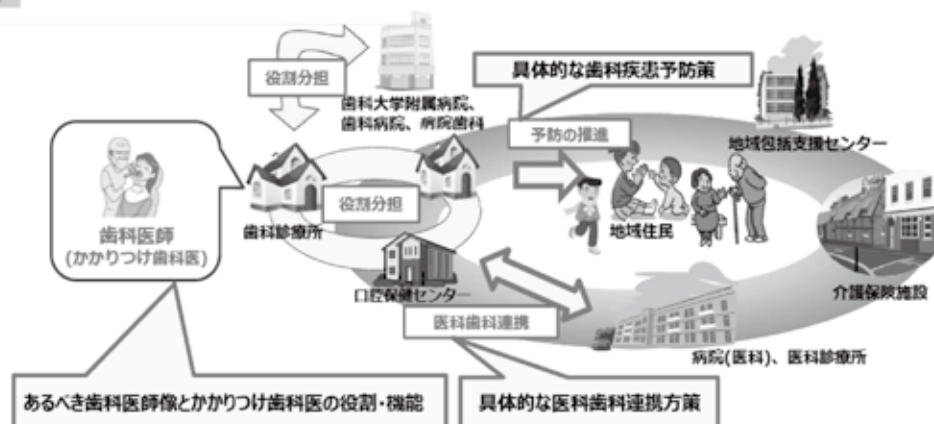 役割分担
歯科大学附属病院、
歯科病院、病院歯科
具体的な歯科疾患予防策
予防の推進
地域包括支援センター
歯科医師
(かかりつけ歯科医)
歯科診療所
役割分担
地域住民
口腔保健センター
介護保険施設
医科歯科連携
病院(医科)、医科診療所
あるべき歯科医師像とかかりつけ歯科医の役割・機能
具体的な医科歯科連携方策